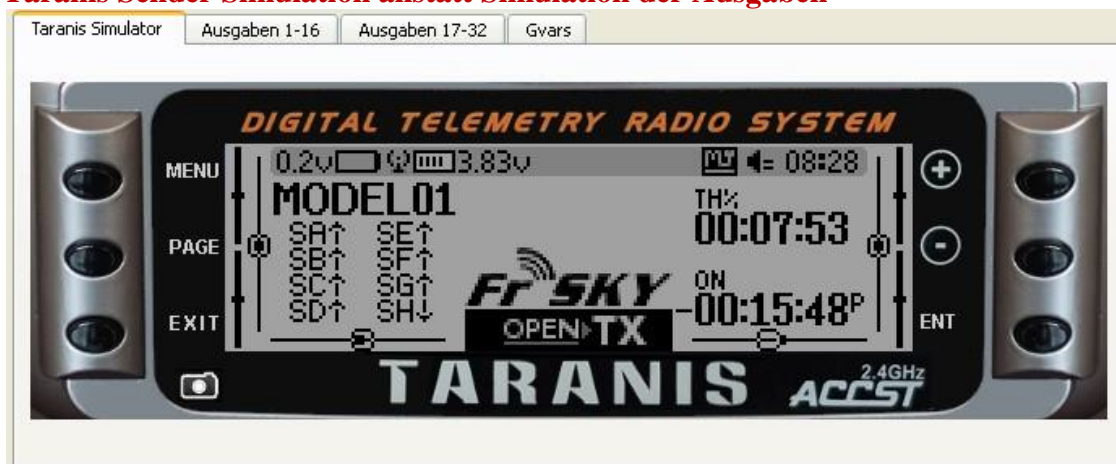 Taranis Sender Simulation anstatt Simulation der Ausgaben
Taranis Simulator Ausgaben 1-16 Ausgaben 17-32 Gvars
DIGITAL TELEMETRY RADIO SYSTEM
MENU
0.2v 3.83v 08:28
+
MODEL01
TH%
00:07:53
PAGE
SA↑ SE↑
SB↑ SF↑
SC↑ SG↑
SD↑ SH↓
-
FrSKY
OPEN TX
ON
-00:15:48P
EXIT
ENT
TARANIS
2.4GHz
ACCST